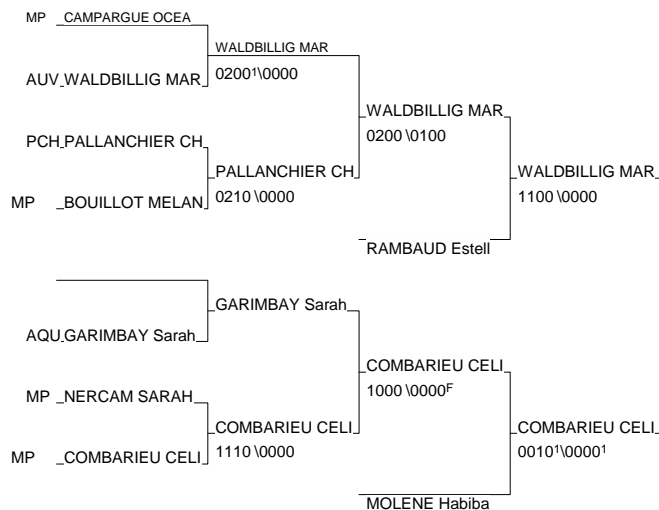 MP CAMPARGUE OCEA
WALDBILLIG MAR
AUV WALDBILLIG MAR
0200¹\0000
WALDBILLIG MAR
0200 \0100
PCH PALLANCHIER CH
PALLANCHIER CH
0210 \0000
WALDBILLIG MAR
1100 \0000
MP BOUILLOT MELAN
RAMBAUD Estell
GARIMBAY Sarah
AQU GARIMBAY Sarah
COMBARIEU CELI
1000 \0000F
MP NERCAM SARAH
COMBARIEU CELI
1110 \0000
COMBARIEU CELI
0010¹\0000¹
MP COMBARIEU CELI
MOLENE Habiba